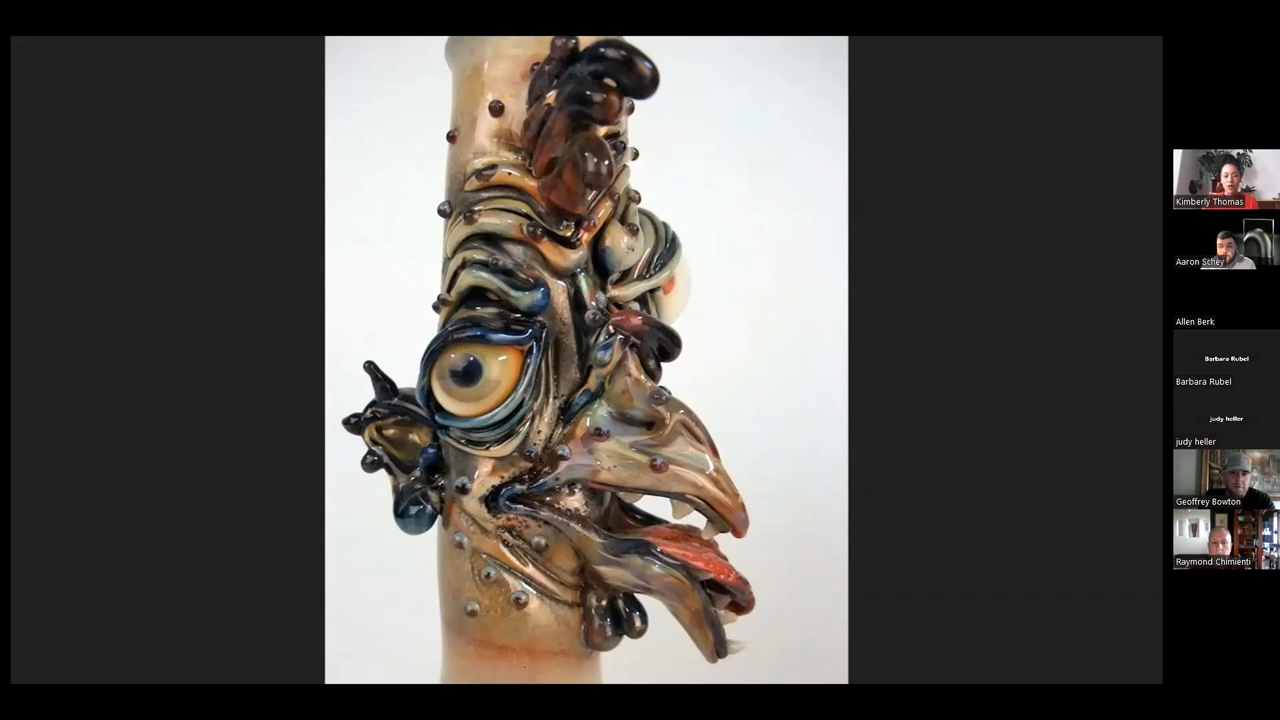 Kimberly Thomas
Aaron Schey
Allen Berk
Barbara Rubel
Barbara Rubel
judy heller
judy heller
Geoffrey Bowton
Raymond Chimienti